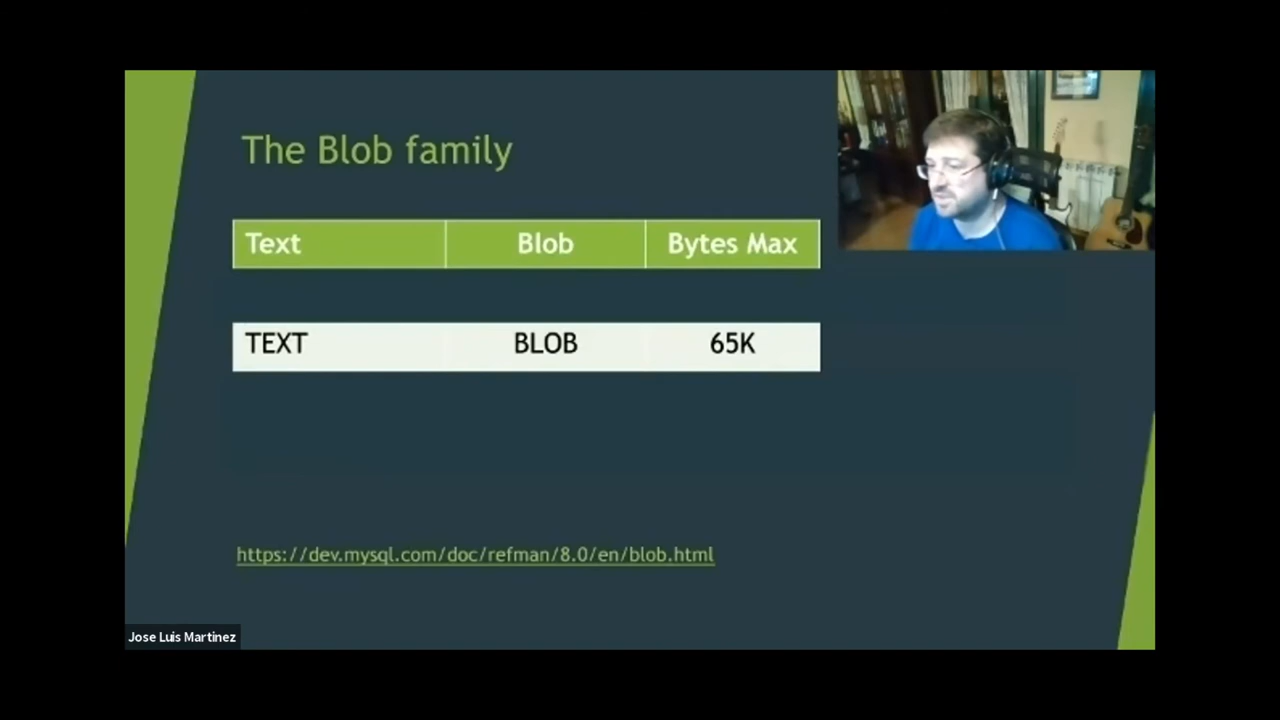 The Blob family
Text Blob Bytes Max
TEXT BLOB 65K
https://dev.mysql.com/doc/refman/8.0/en/blob.html
Jose Luis Martinez